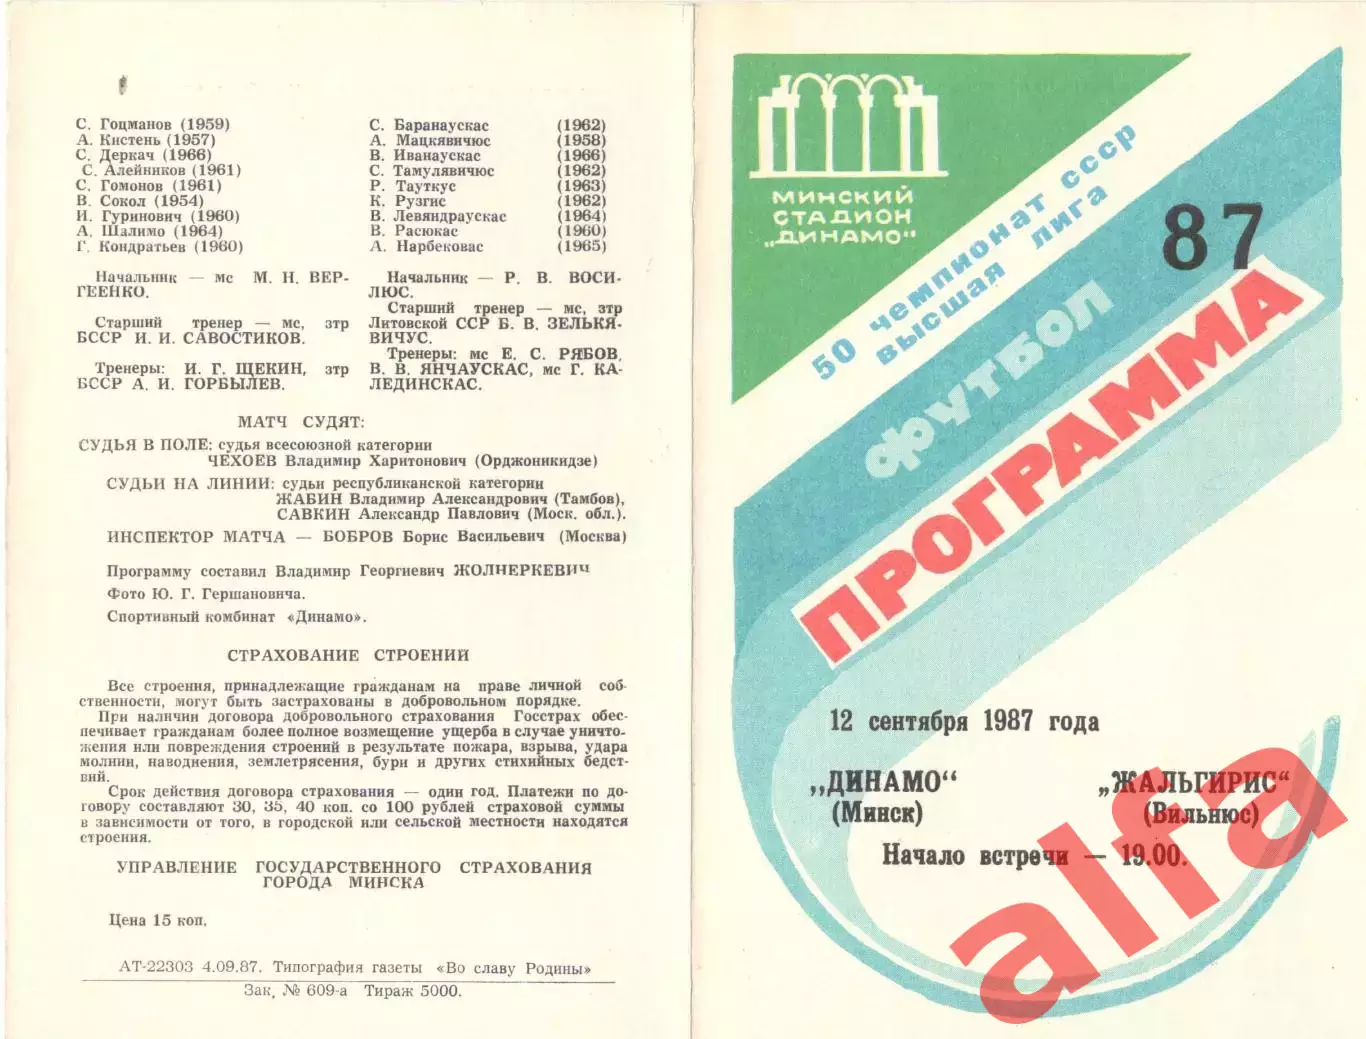 С. Гоцманов (1959)
А. Кистень (1957)
С. Деркач (1966)
С. Алейников (1961)
С. Гомонов (1961)
В. Сокол (1954)
И. Гуринович (1960)
А. Шалимо (1964)
Г. Кондратьев (1960)
С. Баранаускас (1962)
А. Мацкявичюс (1958)
В. Иванаускас (1966)
С. Тамулявичюс (1962)
Р. Тауткус (1963)
К. Рузгис (1962)
В. Левяндраускас (1964)
В. Расюкас (1960)
А. Нарбековас (1965)
Начальник — мс М. Н. ВЕР-
ГЕЕНКО.
Старший тренер — мс, зтр
БССР И. И. САВОСТИКОВ.
Тренеры: И. Г. ЩЕКИН, зтр
БССР А. И. ГОРБЫЛЕВ.
Начальник — Р. В. ВОСИ-
ЛЮС.
Старший тренер — мс, зтр
Литовской ССР Б. В. ЗЕЛЬКЯ-
ВИЧУС.
Тренеры: мс Е. С. РЯБОВ,
В. В. ЯНЧАУСКАС, мс Г. КА-
ЛЕДИНСКАС.
МАТЧ СУДЯТ:
СУДЬЯ В ПОЛЕ: судья всесоюзной категории
ЧЕХОЕВ Владимир Харитонович (Орджоникидзе)
СУДЬИ НА ЛИНИИ: судьи республиканской категории
ЖАБИН Владимир Александрович (Тамбов),
САВКИН Александр Павлович (Моск. обл.).
ИНСПЕКТОР МАТЧА — БОБРОВ Борис Васильевич (Москва)
Программу составил Владимир Георгиевич ЖОЛНЕРКЕВИЧ
Фото Ю. Г. Гершановича.
Спортивный комбинат «Динамо».
СТРАХОВАНИЕ СТРОЕНИЙ
Все строения, принадлежащие гражданам на праве личной соб-
ственности, могут быть застрахованы в добровольном порядке.
При наличии договора добровольного страхования Госстрах обес-
печивает гражданам более полное возмещение ущерба в случае уничто-
жения или повреждения строений в результате пожара, взрыва, удара
молнии, наводнения, землетрясения, бури и других стихийных бедст-
вий.
Срок действия договора страхования — один год. Платежи по до-
говору составляют 30, 35, 40 коп. со 100 рублей страховой суммы
в зависимости от того, в городской или сельской местности находятся
строения.
УПРАВЛЕНИЕ ГОСУДАРСТВЕННОГО СТРАХОВАНИЯ
ГОРОДА МИНСКА
Цена 15 коп.
АТ-22303 4.09.87. Типография газеты «Во славу Родины»
Зак. № 609-а Тираж 5000.
МИНСКИЙ
СТАДИОН
„ДИНАМО“
50 чемпионат СССР
высшая лига
87
ФУТБОЛ
ПРОГРАММА
12 сентября 1987 года
„ДИНАМО“ „ЖАЛЬГИРИС“
(Минск) (Вильнюс)
Начало встречи — 19.00.
alfa